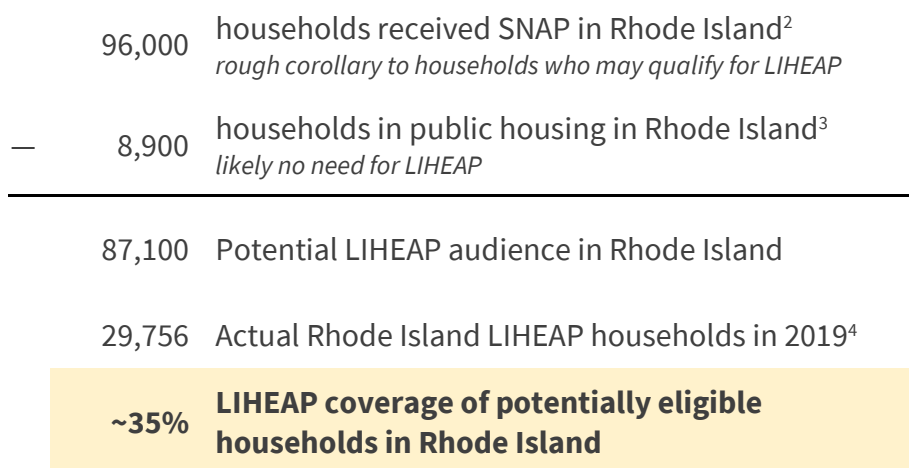 96,000 households received SNAP in Rhode Island²
rough corollary to households who may qualify for LIHEAP
— 8,900 households in public housing in Rhode Island³
likely no need for LIHEAP
87,100 Potential LIHEAP audience in Rhode Island
29,756 Actual Rhode Island LIHEAP households in 2019⁴
~35% LIHEAP coverage of potentially eligible
households in Rhode Island